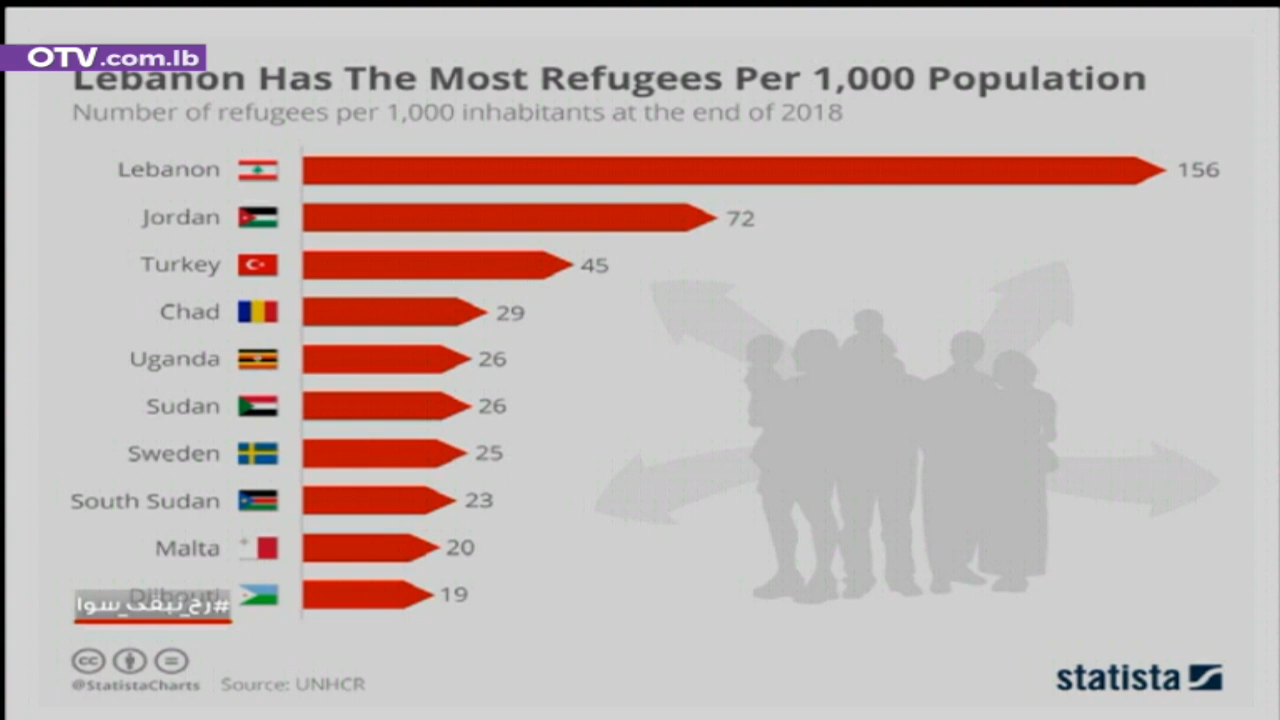 OTV.com.lb
Lebanon Has The Most Refugees Per 1,000 Population
Number of refugees per 1,000 inhabitants at the end of 2018
Lebanon 156
Jordan 72
Turkey 45
Chad 29
Uganda 26
Sudan 26
Sweden 25
South Sudan 23
Malta 20
Djibouti 19
#رح_نبقى_سوا
@StatistaCharts Source: UNHCR
statista